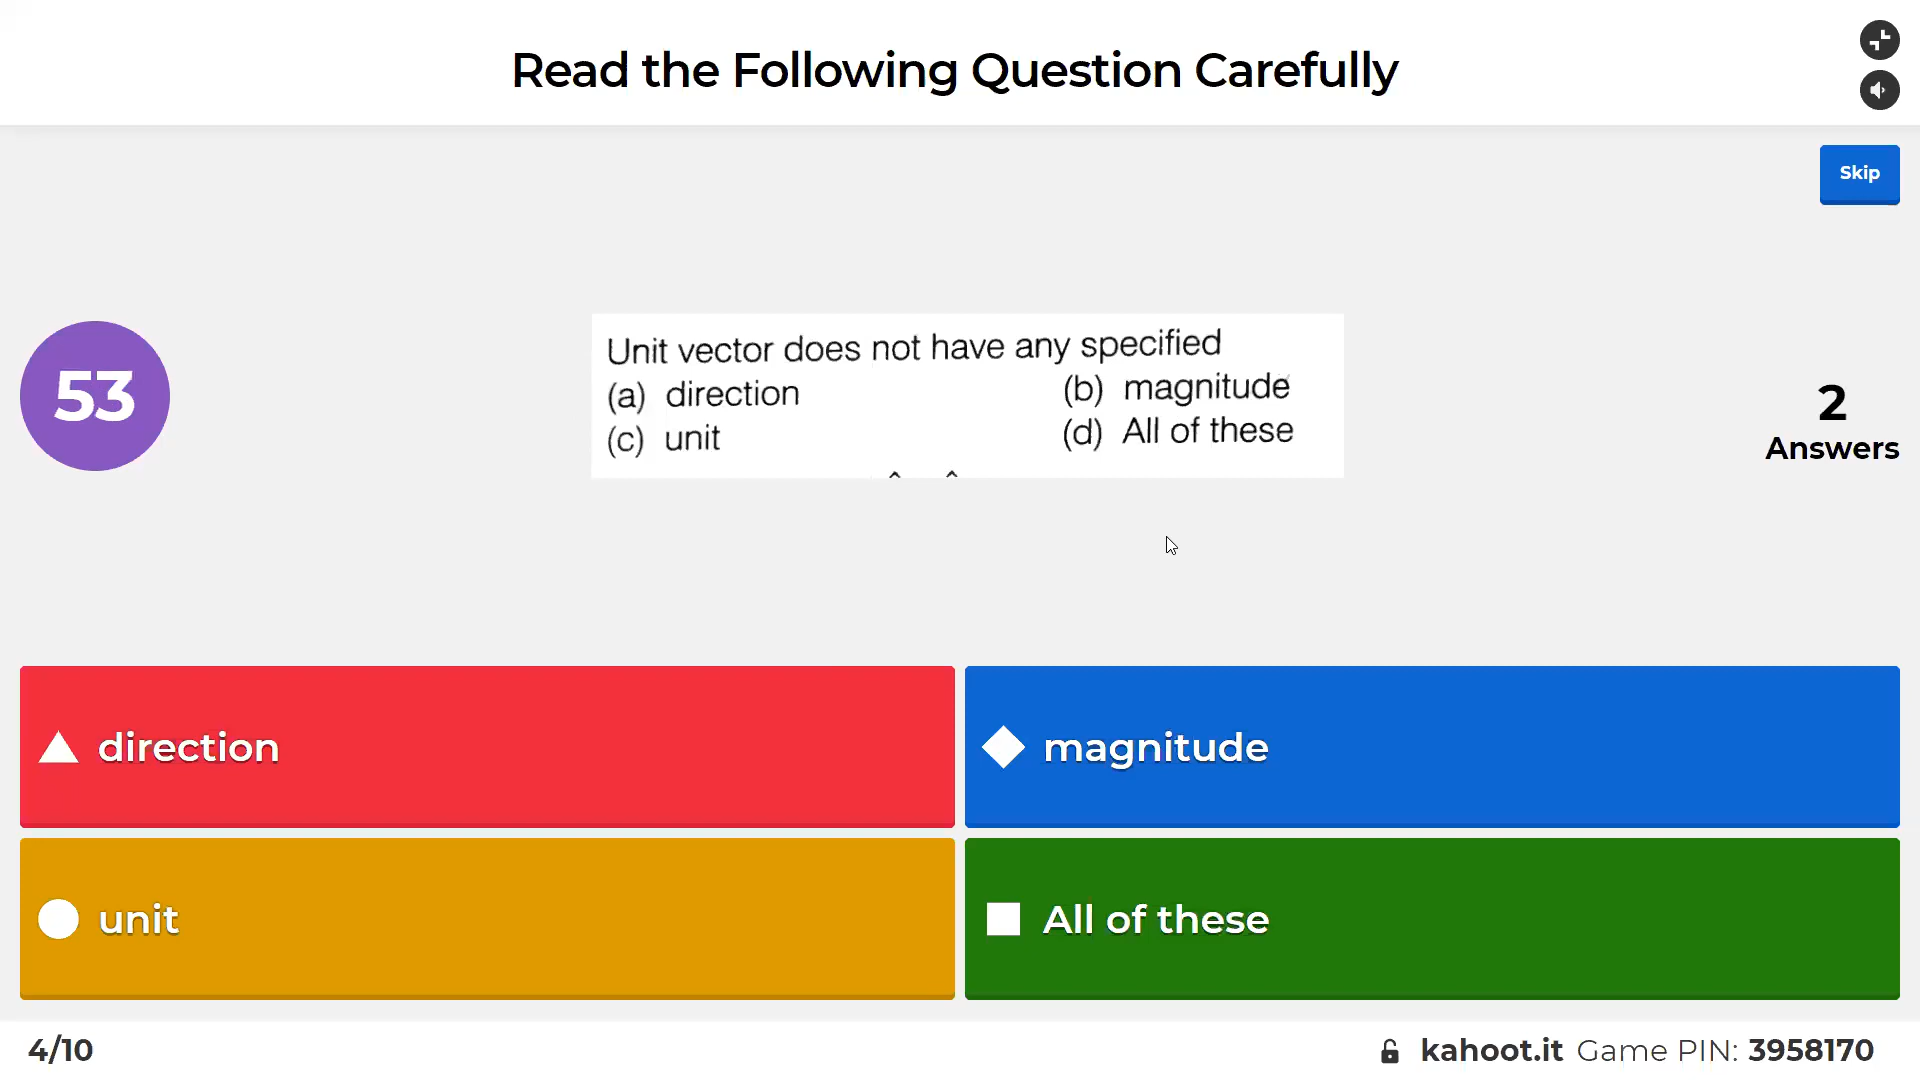 Read the Following Question Carefully
Skip
53
Unit vector does not have any specified
(a) direction (b) magnitude
(c) unit (d) All of these
2
Answers
direction
magnitude
unit
All of these
4/10
kahoot.it Game PIN: 3958170